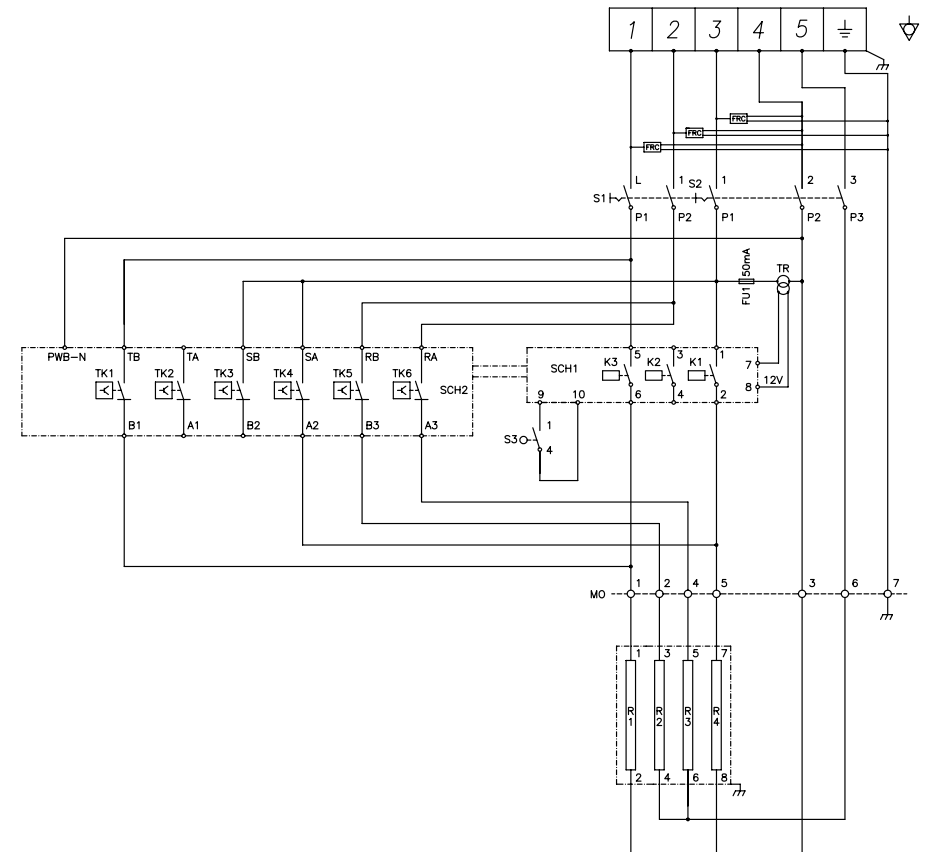 1 2 3 4 5
FRC
FRC
FRC
L 1 S2 1 2 3
S1
P1 P2 P1 P2 P3
FU1 50mA
TR
PWB-N TB TA SB SA RB RA
5 3 1
TK1 TK2 TK3 TK4 TK5 TK6
SCH2
SCH1
K3 K2 K1
7
8 12V
9 10
6 4 2
B1 A1 B2 A2 B3 A3
1
S3
4
MO 1 2 4 5 3 6 7
1 3 5 7
R1 R2 R3 R4
2 4 6 8